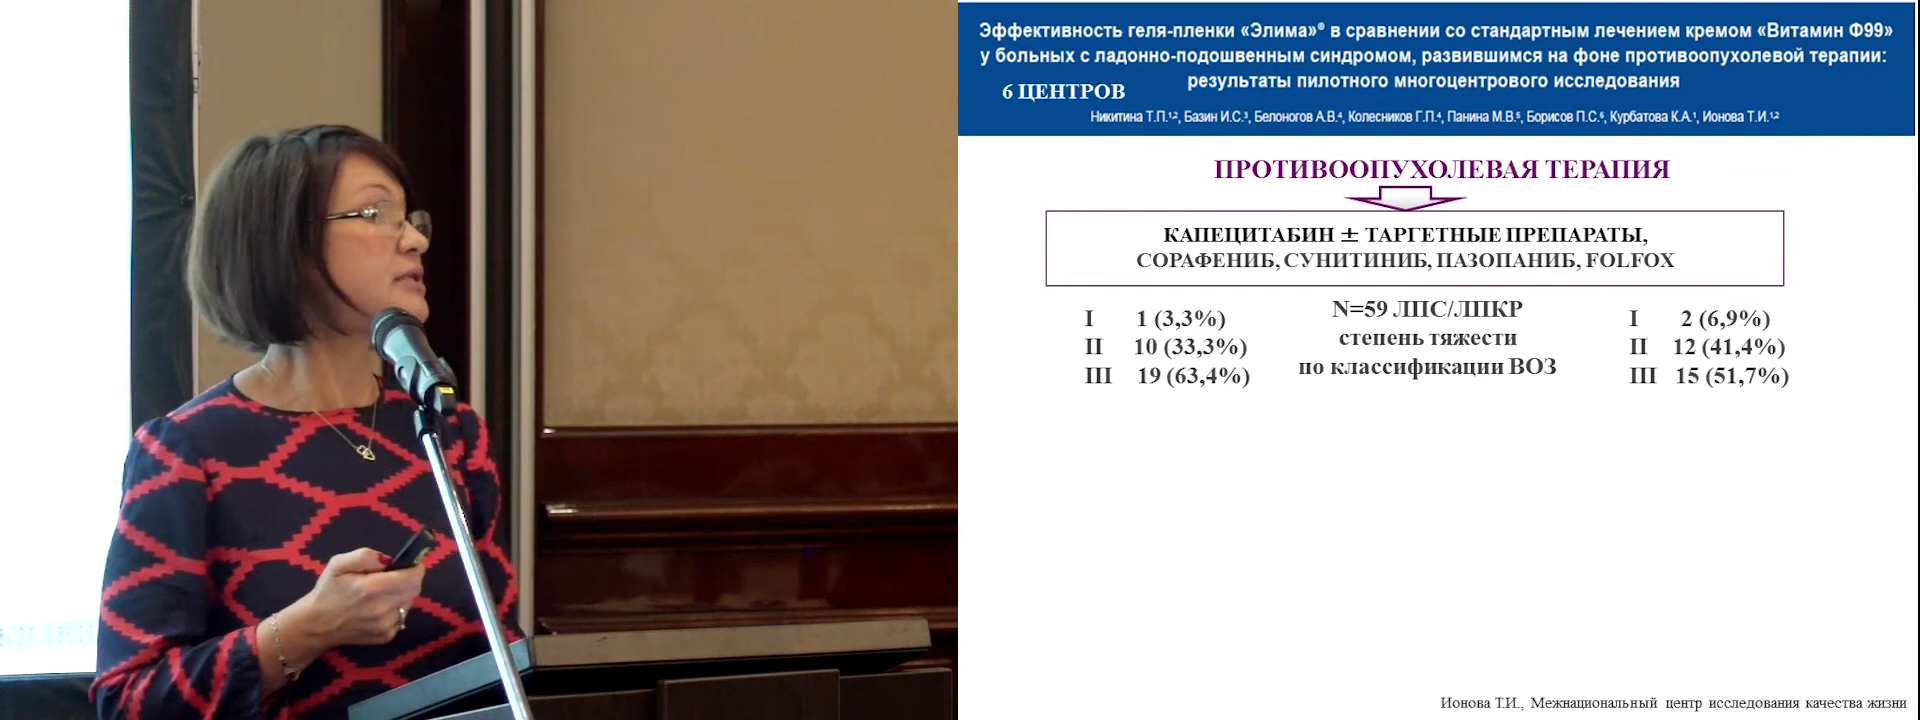 Эффективность геля-пленки «Элима»® в сравнении со стандартным лечением кремом «Витамин Ф99»
у больных с ладонно-подошвенным синдромом, развившимся на фоне противоопухолевой терапии:
результаты пилотного многоцентрового исследования
6 ЦЕНТРОВ
Никитина Т.П.¹,², Базин И.С.³, Белоногов А.В.⁴, Колесников Г.П.⁴, Панина М.В.⁵, Борисов П.С.⁶, Курбатова К.А.¹, Ионова Т.И.¹,²
ПРОТИВООПУХОЛЕВАЯ ТЕРАПИЯ
КАПЕЦИТАБИН ± ТАРГЕТНЫЕ ПРЕПАРАТЫ,
СОРАФЕНИБ, СУНИТИНИБ, ПАЗОПАНИБ, FOLFOX
I 1 (3,3%)
II 10 (33,3%)
III 19 (63,4%)
N=59 ЛПС/ЛПКР
степень тяжести
по классификации ВОЗ
I 2 (6,9%)
II 12 (41,4%)
III 15 (51,7%)
Ионова Т.И., Межнациональный центр исследования качества жизни